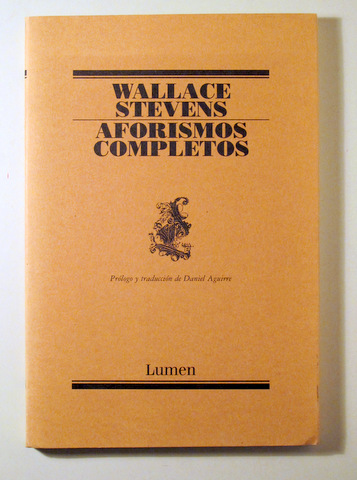 WALLACE
STEVENS
AFORISMOS
COMPLETOS
Prólogo y traducción de Daniel Aguirre
Lumen